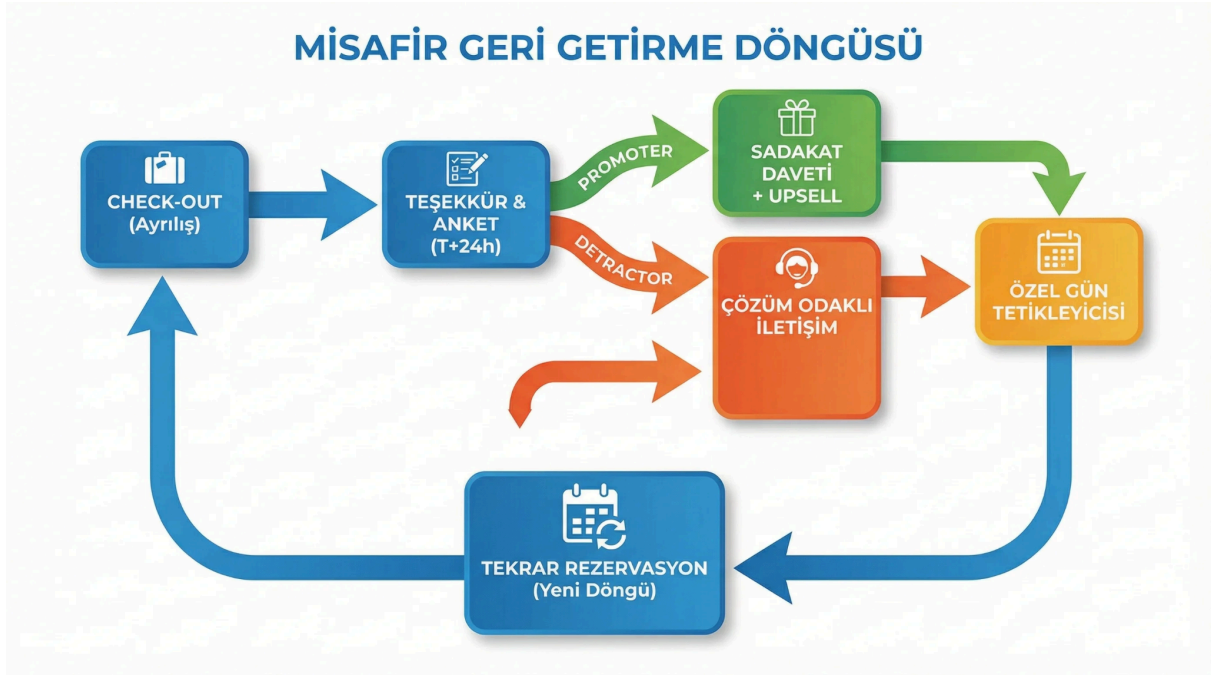 MİSAFİR GERİ GETİRME DÖNGÜSÜ
CHECK-OUT
(Ayrılış)
TEŞEKKÜR &
ANKET
(T+24h)
PROMOTER
DETRACTOR
SADAKAT
DAVETİ
+ UPSELL
ÇÖZÜM ODAKLI
İLETİŞİM
ÖZEL GÜN
TETİKLEYİCİSİ
TEKRAR REZERVASYON
(Yeni Döngü)